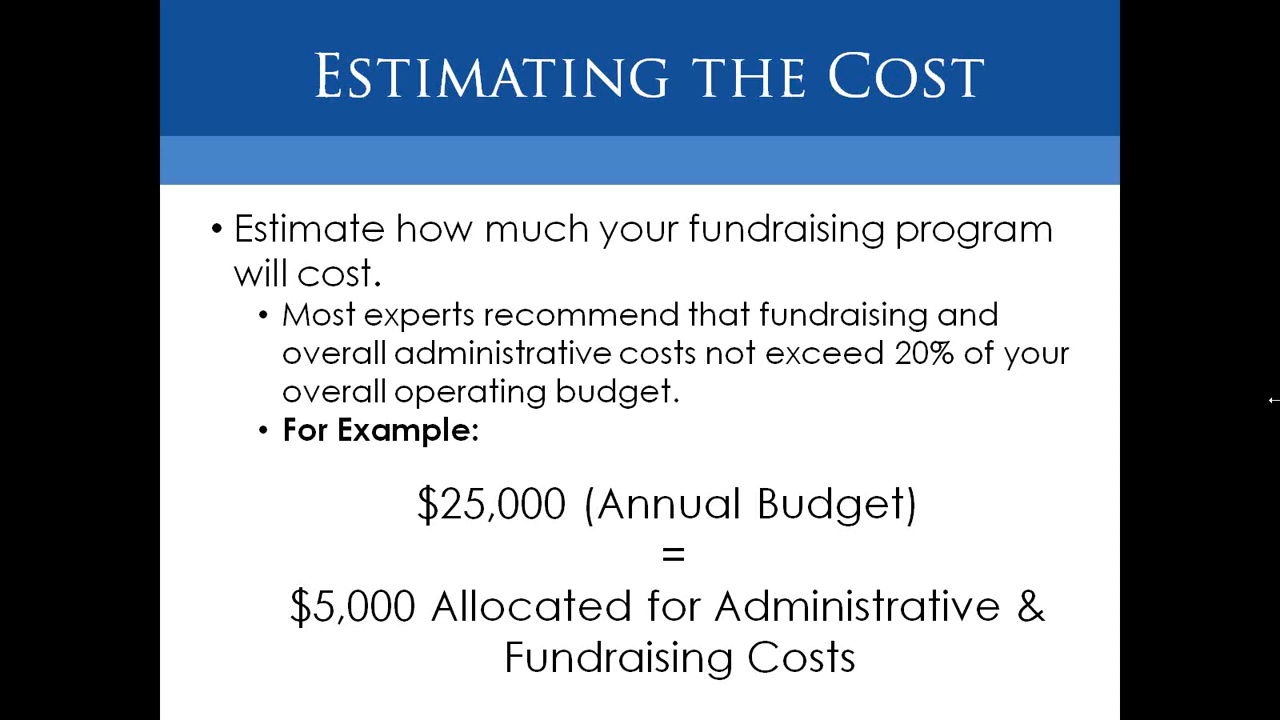 Estimating the Cost
• Estimate how much your fundraising program
will cost.
• Most experts recommend that fundraising and
overall administrative costs not exceed 20% of your
overall operating budget.
• For Example:
$25,000 (Annual Budget)
=
$5,000 Allocated for Administrative &
Fundraising Costs